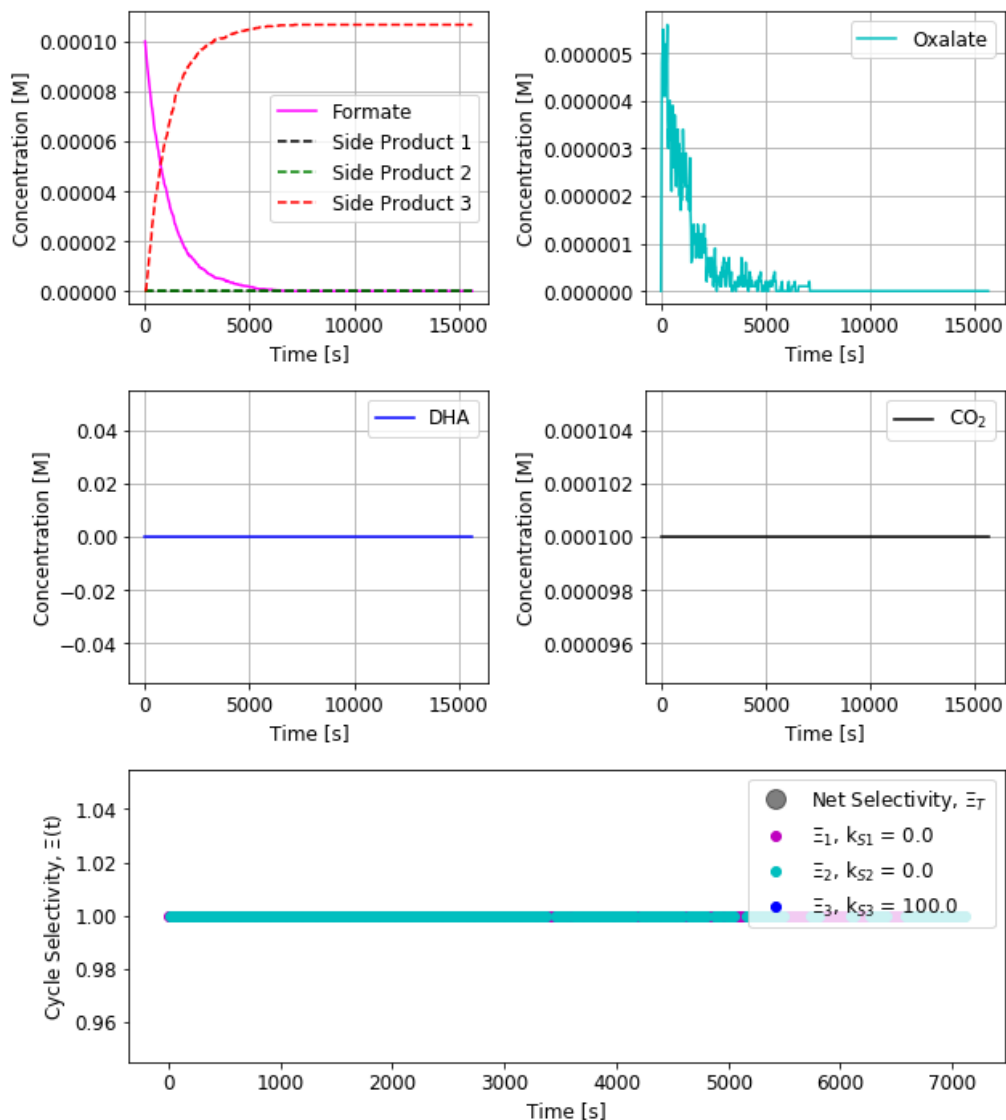 0.00010
0.00008
0.00006
0.00004
0.00002
0.00000
Concentration [M]
Formate
Side Product 1
Side Product 2
Side Product 3
0
5000
10000
15000
Time [s]
0.000005
0.000004
0.000003
0.000002
0.000001
0.000000
Concentration [M]
Oxalate
0
5000
10000
15000
Time [s]
0.04
0.02
0.00
−0.02
−0.04
Concentration [M]
DHA
0
5000
10000
15000
Time [s]
0.000104
0.000102
0.000100
0.000098
0.000096
Concentration [M]
CO₂
0
5000
10000
15000
Time [s]
1.04
1.02
1.00
0.98
0.96
Cycle Selectivity, Ξ(t)
Net Selectivity, Ξ_T
Ξ₁, k_S1 = 0.0
Ξ₂, k_S2 = 0.0
Ξ₃, k_S3 = 100.0
0
1000
2000
3000
4000
5000
6000
7000
Time [s]